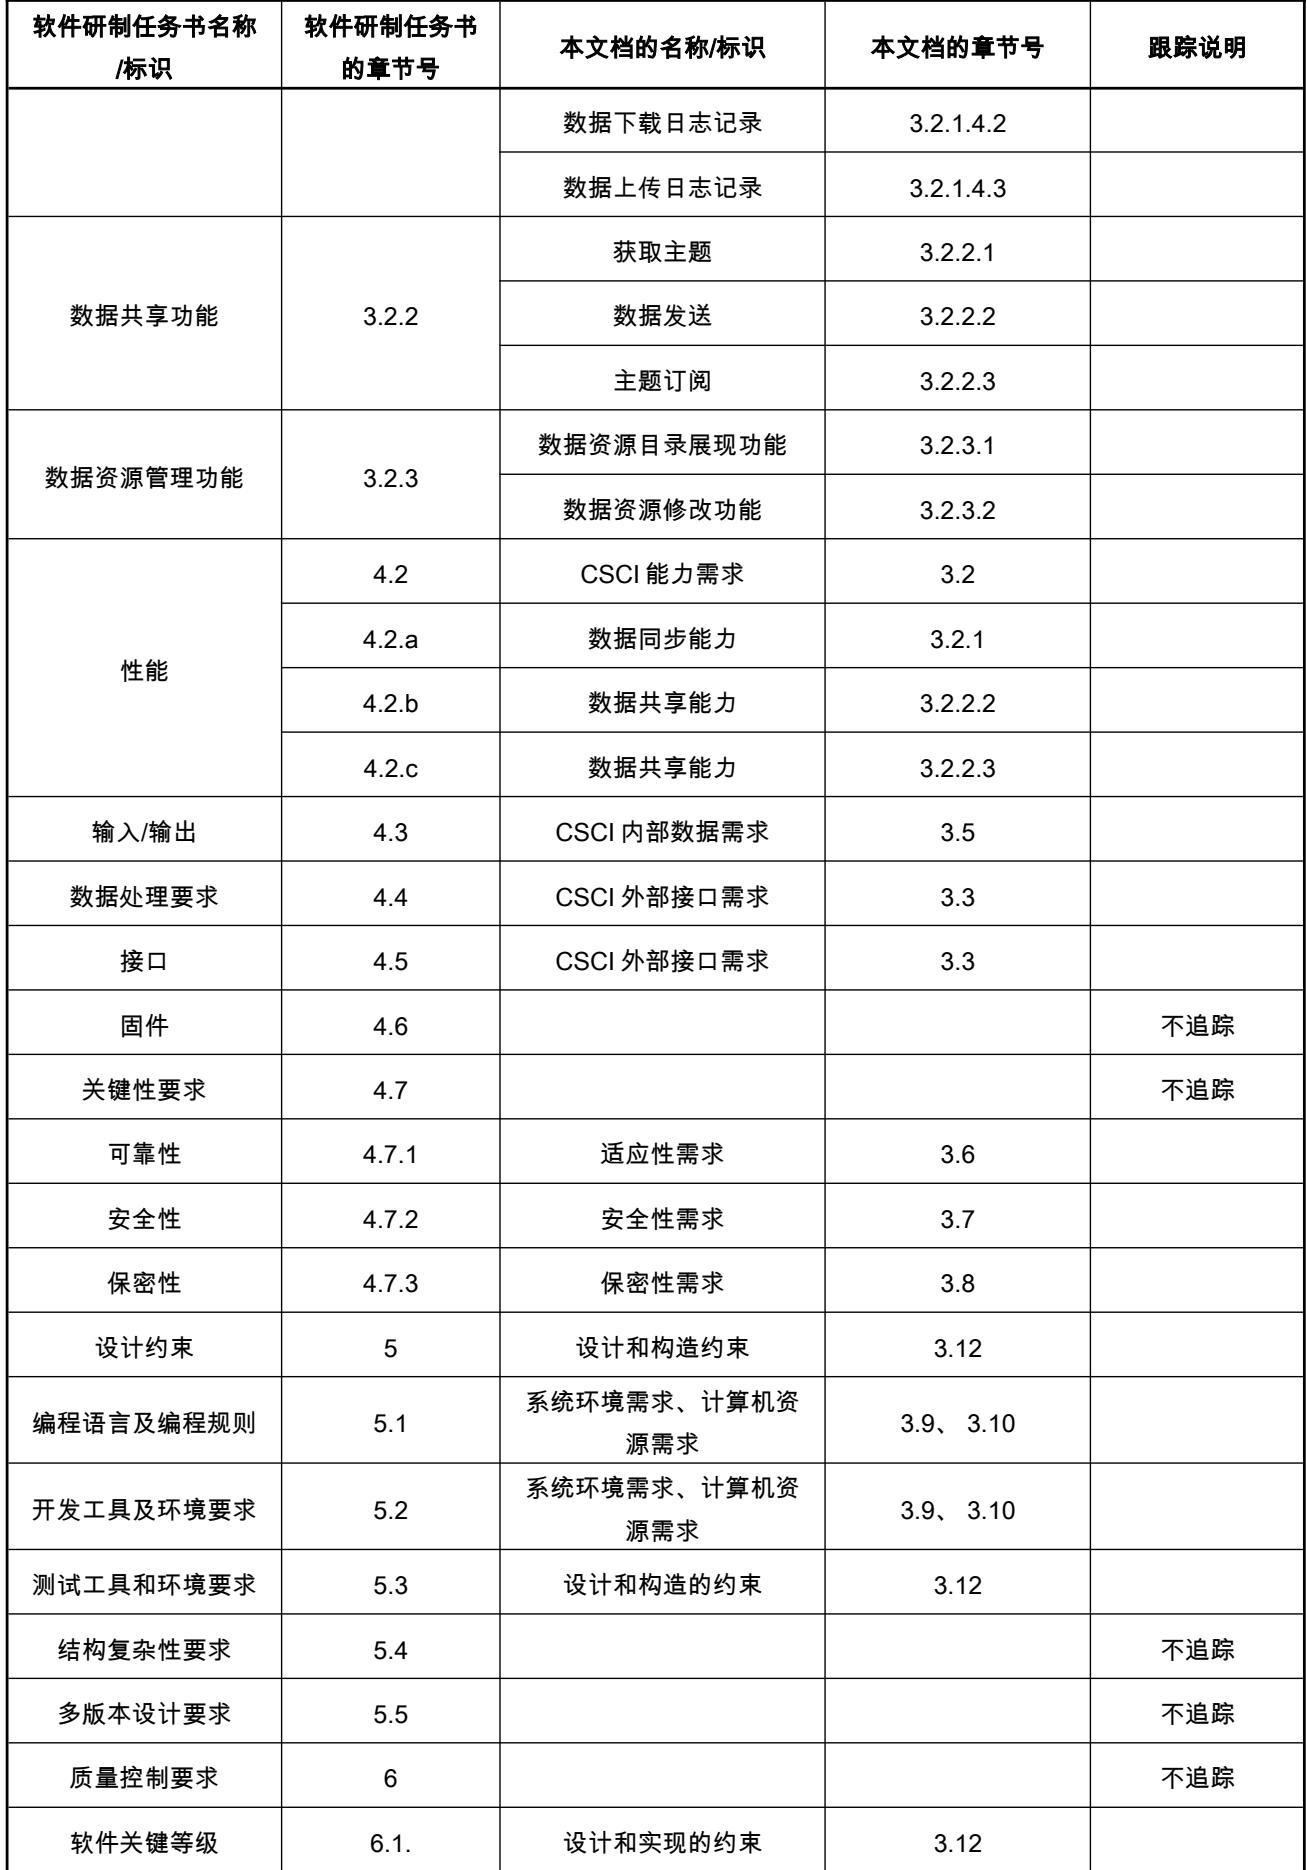 软件研制任务书名称
/标识
软件研制任务书
的章节号
本文档的名称/标识
本文档的章节号
跟踪说明
数据下载日志记录
3.2.1.4.2
数据上传日志记录
3.2.1.4.3
数据共享功能
3.2.2
获取主题
3.2.2.1
数据发送
3.2.2.2
主题订阅
3.2.2.3
数据资源管理功能
3.2.3
数据资源目录展现功能
3.2.3.1
数据资源修改功能
3.2.3.2
性能
4.2
CSCI 能力需求
3.2
4.2.a
数据同步能力
3.2.1
4.2.b
数据共享能力
3.2.2.2
4.2.c
数据共享能力
3.2.2.3
输入/输出
4.3
CSCI 内部数据需求
3.5
数据处理要求
4.4
CSCI 外部接口需求
3.3
接口
4.5
CSCI 外部接口需求
3.3
固件
4.6
不追踪
关键性要求
4.7
不追踪
可靠性
4.7.1
适应性需求
3.6
安全性
4.7.2
安全性需求
3.7
保密性
4.7.3
保密性需求
3.8
设计约束
5
设计和构造约束
3.12
编程语言及编程规则
5.1
系统环境需求、计算机资
源需求
3.9、 3.10
开发工具及环境要求
5.2
系统环境需求、计算机资
源需求
3.9、 3.10
测试工具和环境要求
5.3
设计和构造的约束
3.12
结构复杂性要求
5.4
不追踪
多版本设计要求
5.5
不追踪
质量控制要求
6
不追踪
软件关键等级
6.1.
设计和实现的约束
3.12